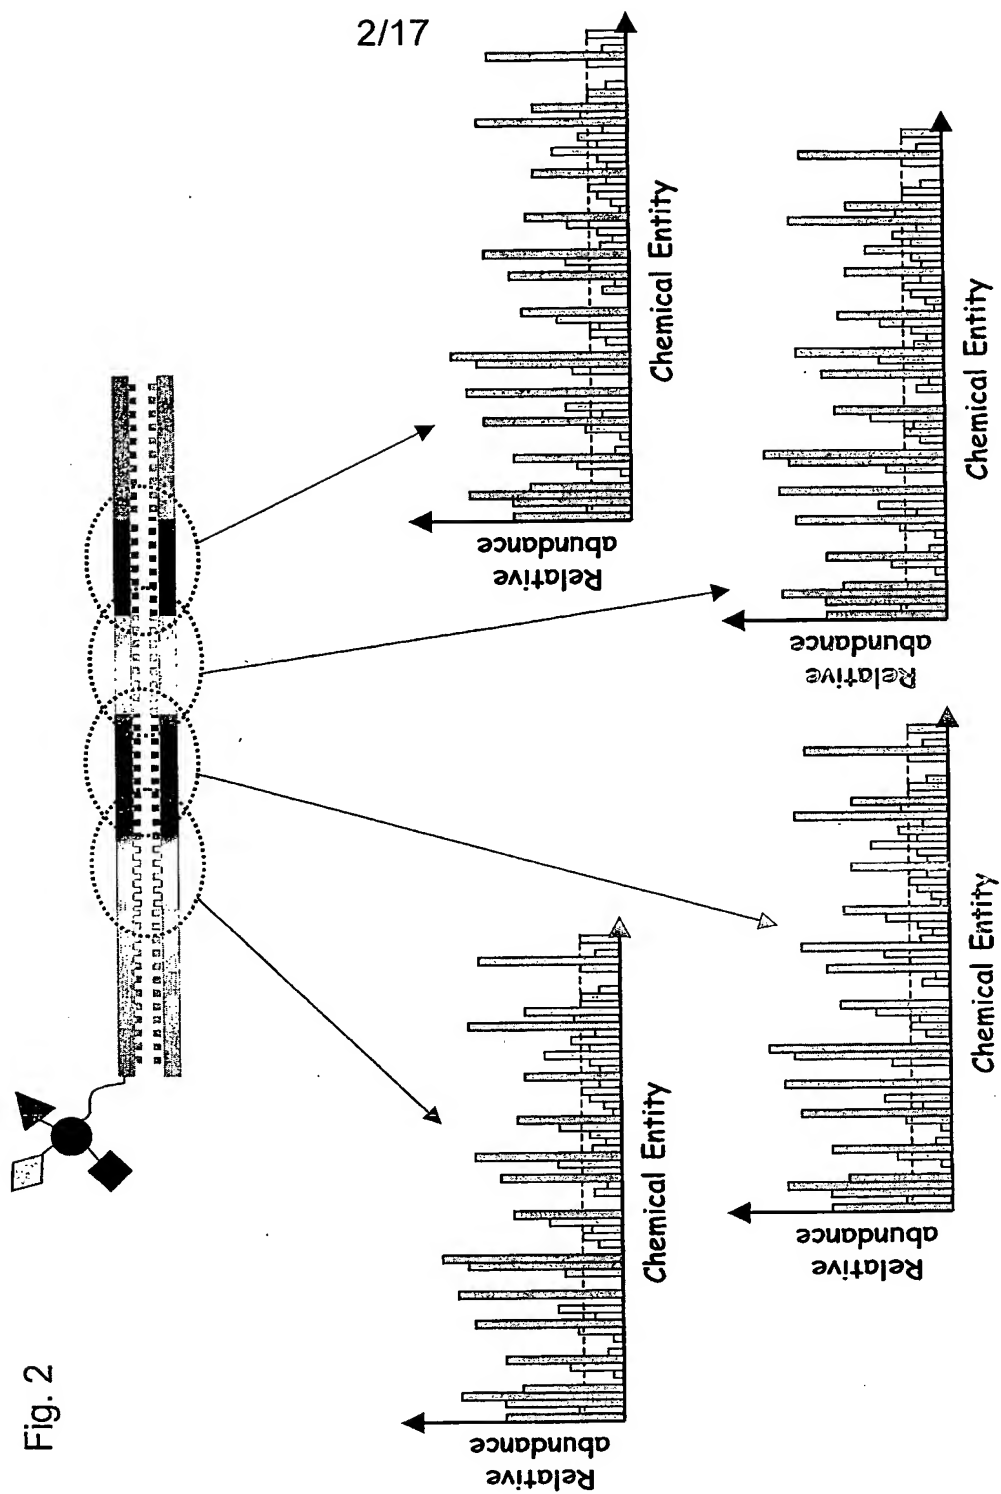 2/17
Fig. 2
Relative
abundance
Chemical Entity
Relative
abundance
Chemical Entity
Relative
abundance
Chemical Entity
Relative
abundance
Chemical Entity